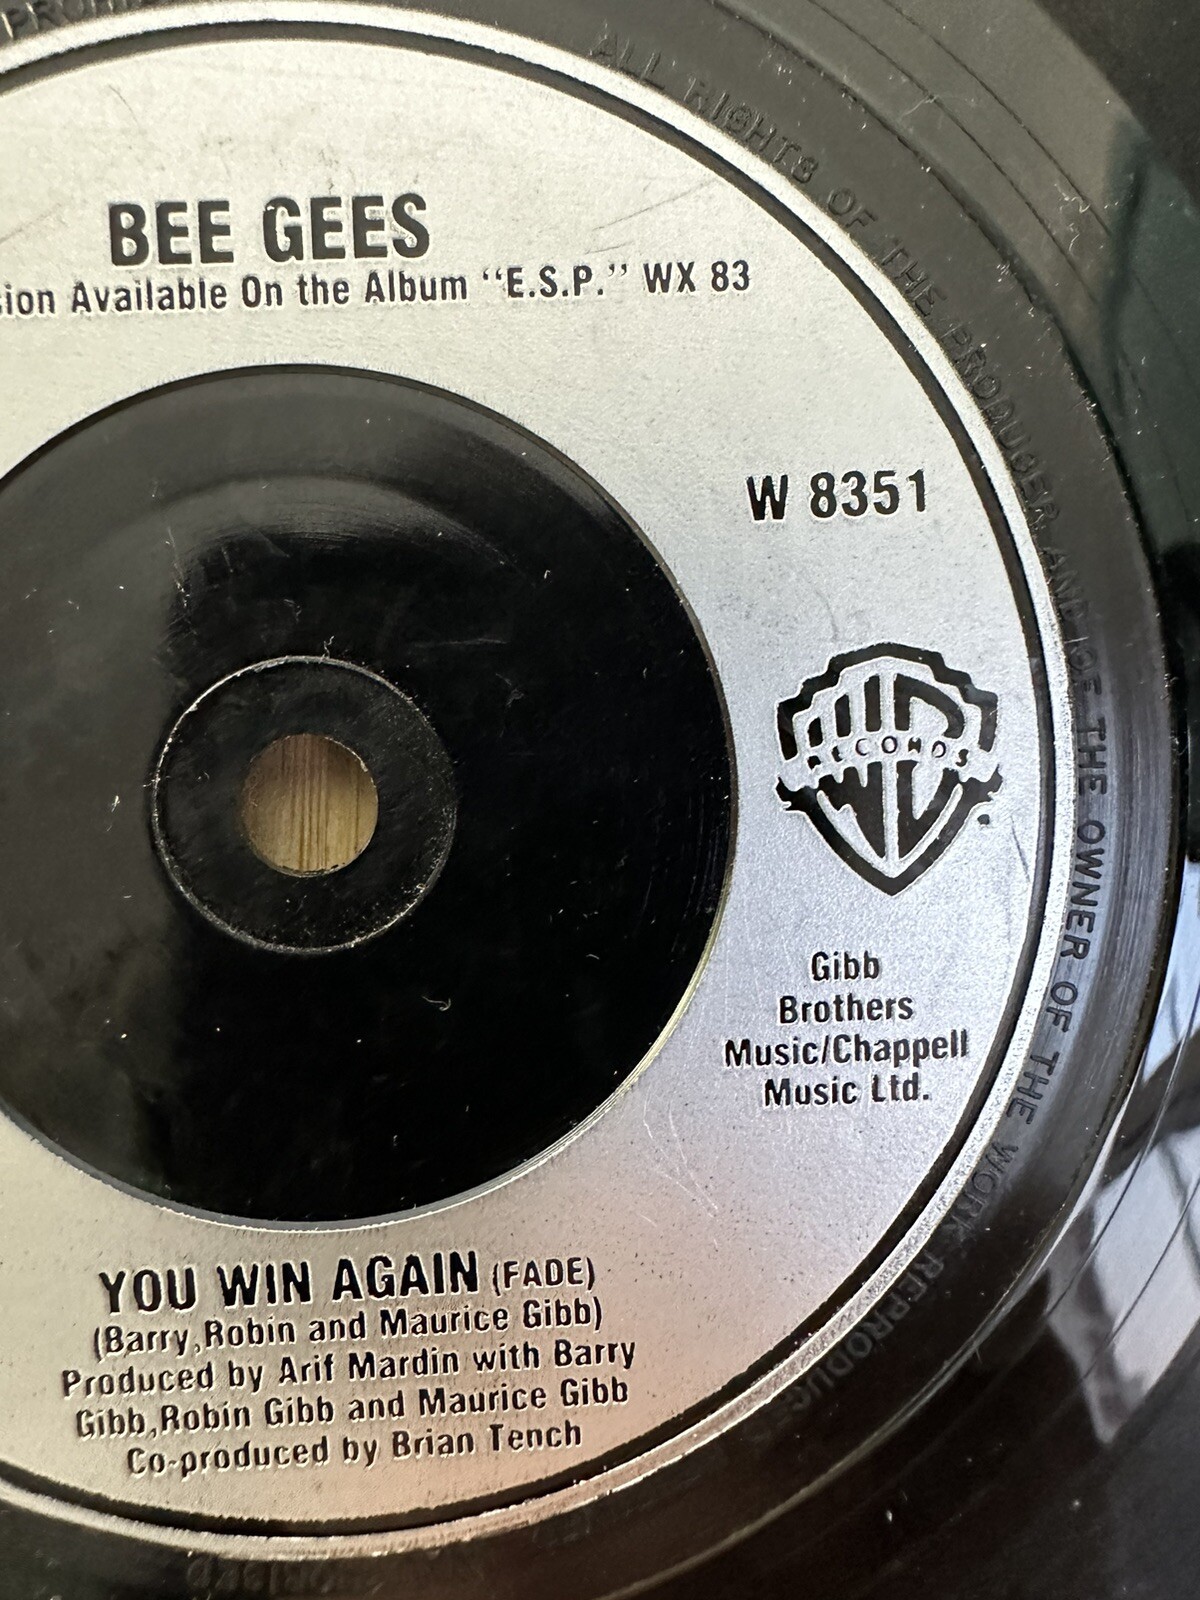 ALL RIGHTS OF THE PRODUCER AND OF THE OWNER OF THE WORK REPRODUC
BEE GEES
sion Available On the Album “E.S.P.” WX 83
W 8351
RECORDS
Gibb
Brothers
Music/Chappell
Music Ltd.
YOU WIN AGAIN (FADE)
(Barry,Robin and Maurice Gibb)
Produced by Arif Mardin with Barry
Gibb,Robin Gibb and Maurice Gibb
Co-produced by Brian Tench